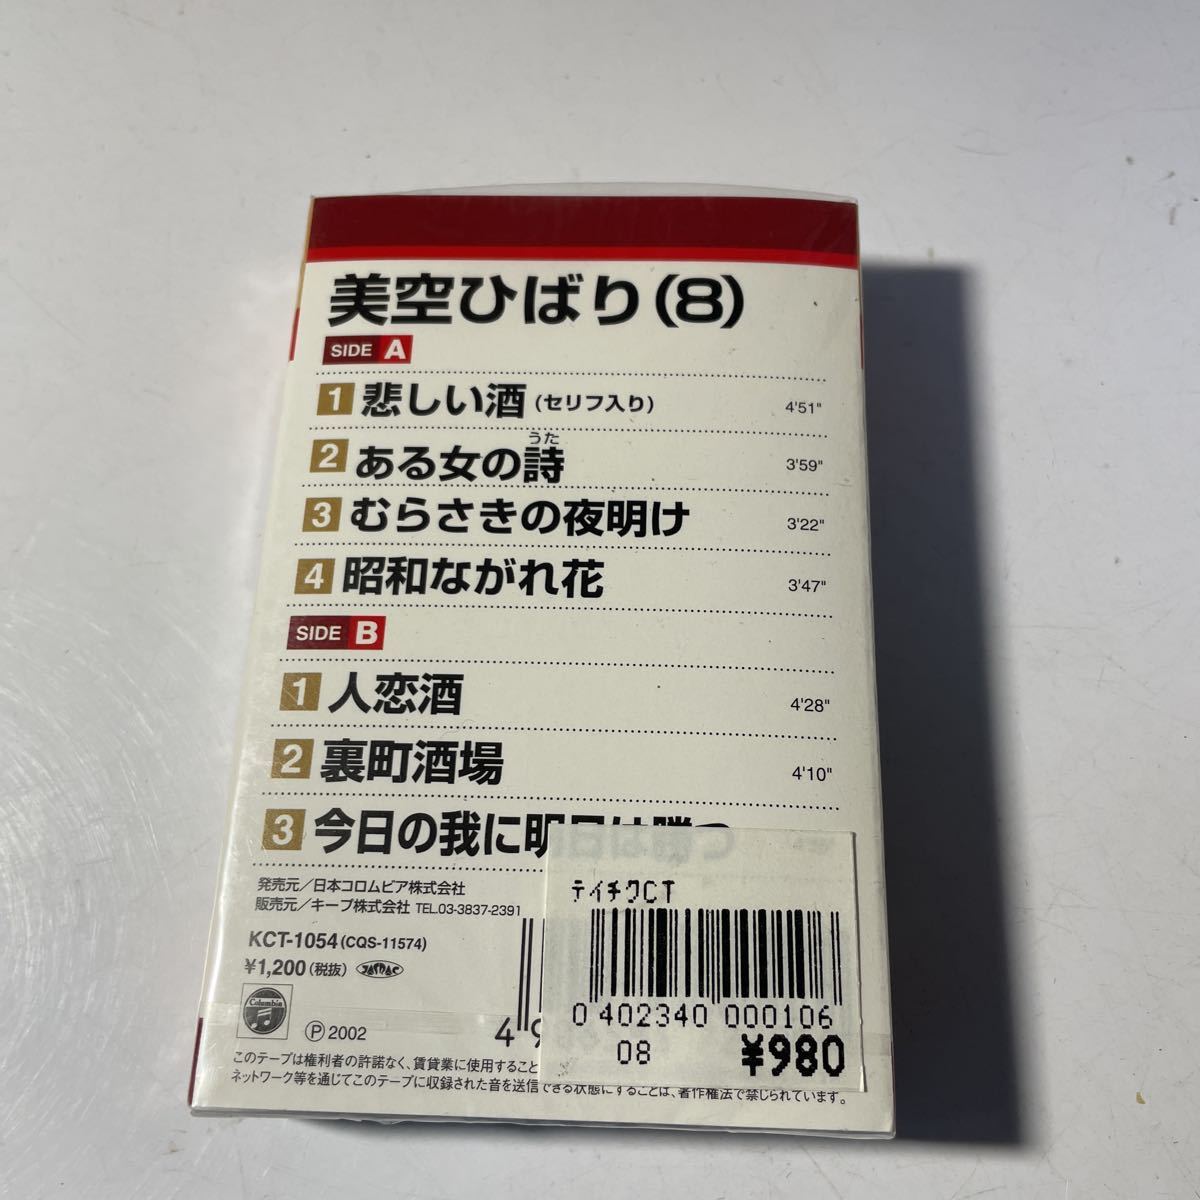 美空ひばり(8)
SIDE A
1 悲しい酒 (セリフ入り) 4'51"
うた
2 ある女の詩 3'59"
3 むらさきの夜明け 3'22"
4 昭和ながれ花 3'47"
SIDE B
1 人恋酒 4'28"
2 裏町酒場 4'10"
3 今日の我に明日は勝つ
発売元/日本コロムビア株式会社
販売元/キープ株式会社 TEL.03-3837-2391
KCT-1054(CQS-11574)
¥1,200(税抜) JASRAC
Columbia
Ⓟ2002
4 9
このテープは権利者の許諾なく、賃貸業に使用すること
ネットワーク等を通じてこのテープに収録された音を送信できる状態にすることは、著作権法で禁じられています。
テイチクCT
0 402340 000106
08 ¥980